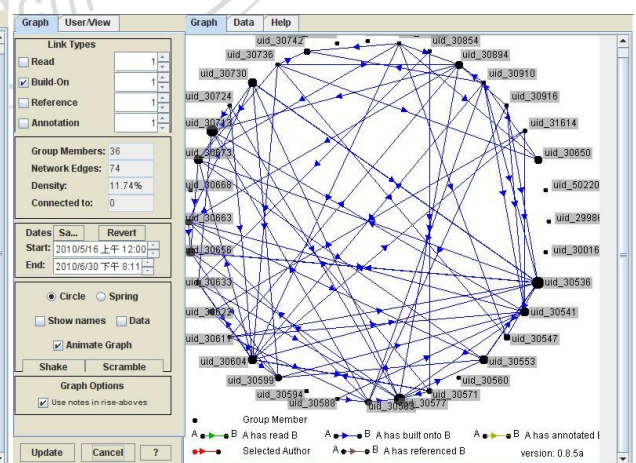 Graph User/View
Link Types
Read 1
Build-On 1
Reference 1
Annotation 1
Group Members: 36
Network Edges: 74
Density: 11.74%
Connected to: 0
Dates Sa... Revert
Start: 2010/5/16 上午 12:00
End: 2010/6/30 下午 8:11
Circle Spring
Show names Data
Animate Graph
Shake Scramble
Graph Options
Use notes in rise-aboves
Update Cancel ?
Graph Data Help
uid_30742
uid_30854
uid_30736
uid_30894
uid_30730
uid_30910
uid_30724
uid_30916
uid_31614
uid_30673
uid_30650
uid_30668
uid_50220
uid_30663
uid_30656
uid_30016
uid_30633
uid_30536
uid_30622
uid_30541
uid_30547
uid_30604
uid_30553
uid_30599
uid_30560
uid_30594
uid_30571
uid_30588
uid_30577
Group Member
A B A has read B
A B A has built onto B
A B A has annotated
Selected Author
A B A has referenced B
version: 0.8.5a